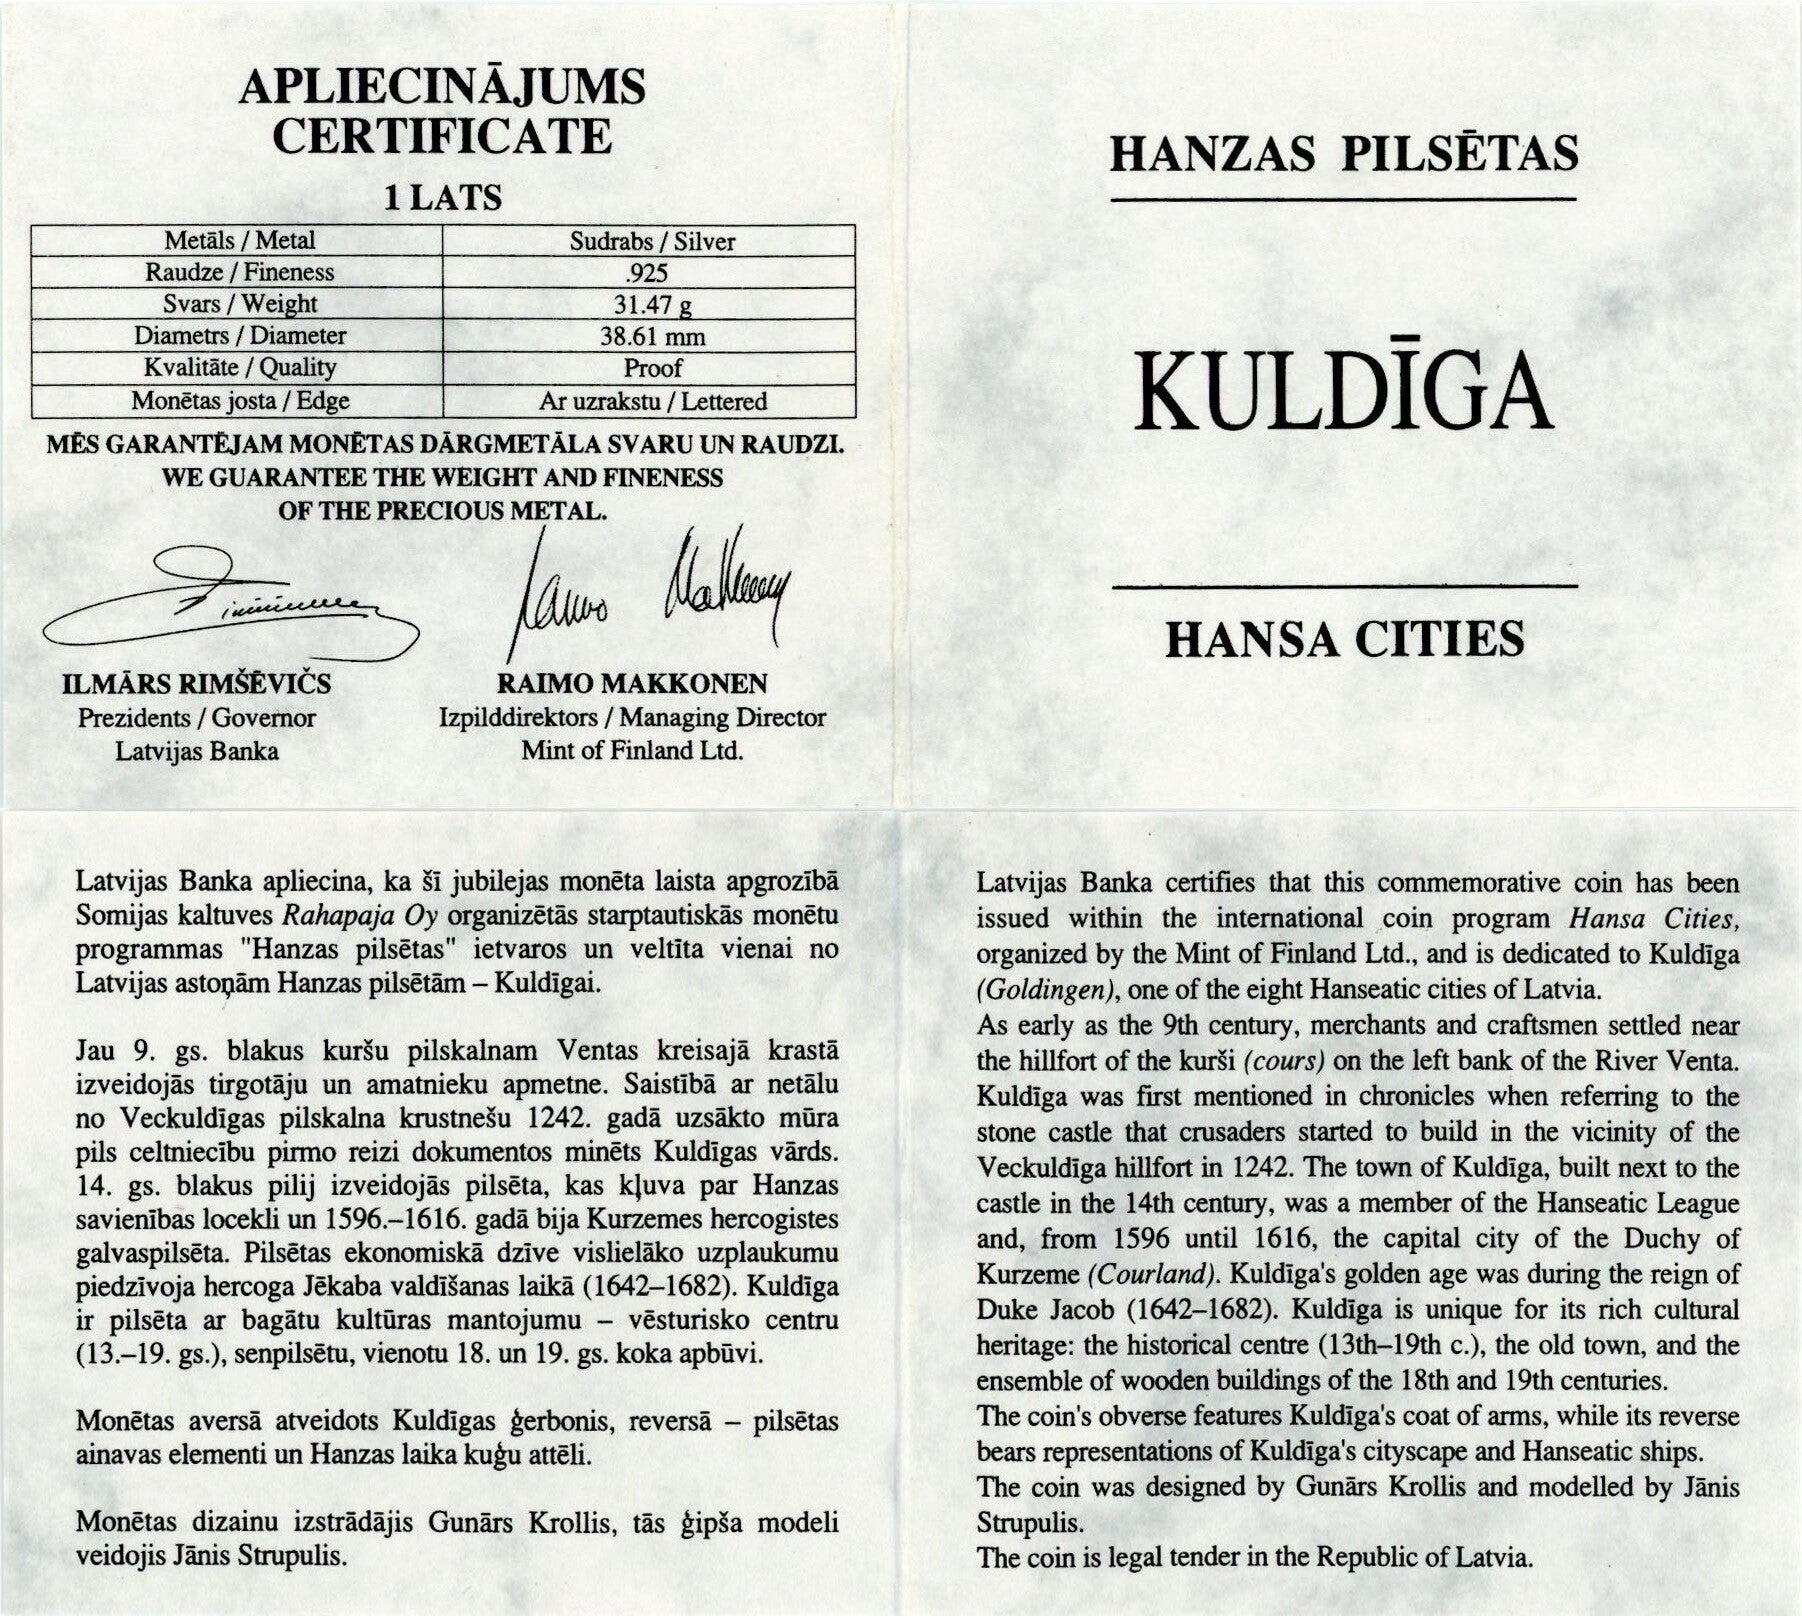 APLIECINĀJUMS
CERTIFICATE
1 LATS
Metāls / Metal Sudrabs / Silver
Raudze / Fineness .925
Svars / Weight 31.47 g
Diametrs / Diameter 38.61 mm
Kvalitāte / Quality Proof
Monētas josta / Edge Ar uzrakstu / Lettered
MĒS GARANTĒJAM MONĒTAS DĀRGMETĀLA SVARU UN RAUDZI.
WE GUARANTEE THE WEIGHT AND FINENESS
OF THE PRECIOUS METAL.
ILMĀRS RIMŠĒVIČS
Prezidents / Governor
Latvijas Banka
RAIMO MAKKONEN
Izpilddirektors / Managing Director
Mint of Finland Ltd.
HANZAS PILSĒTAS
KULDĪGA
HANSA CITIES
Latvijas Banka apliecina, ka šī jubilejas monēta laista apgrozībā
Somijas kaltuves Rahapaja Oy organizētās starptautiskās monētu
programmas "Hanzas pilsētas" ietvaros un veltīta vienai no
Latvijas astoņām Hanzas pilsētām – Kuldīgai.
Jau 9. gs. blakus kuršu pilskalnam Ventas kreisajā krastā
izveidojās tirgotāju un amatnieku apmetne. Saistībā ar netālu
no Veckuldīgas pilskalna krustnešu 1242. gadā uzsākto mūra
pils celtniecību pirmo reizi dokumentos minēts Kuldīgas vārds.
14. gs. blakus pilij izveidojās pilsēta, kas kļuva par Hanzas
savienības locekli un 1596.–1616. gadā bija Kurzemes hercogistes
galvaspilsēta. Pilsētas ekonomiskā dzīve vislielāko uzplaukumu
piedzīvoja hercoga Jēkaba valdīšanas laikā (1642–1682). Kuldīga
ir pilsēta ar bagātu kultūras mantojumu – vēsturisko centru
(13.–19. gs.), senpilsētu, vienotu 18. un 19. gs. koka apbūvi.
Monētas aversā atveidots Kuldīgas ģerbonis, reversā – pilsētas
ainavas elementi un Hanzas laika kuģu attēli.
Monētas dizainu izstrādājis Gunārs Krollis, tās ģipša modeli
veidojis Jānis Strupulis.
Latvijas Banka certifies that this commemorative coin has been
issued within the international coin program Hansa Cities,
organized by the Mint of Finland Ltd., and is dedicated to Kuldīga
(Goldingen), one of the eight Hanseatic cities of Latvia.
As early as the 9th century, merchants and craftsmen settled near
the hillfort of the kurši (cours) on the left bank of the River Venta.
Kuldīga was first mentioned in chronicles when referring to the
stone castle that crusaders started to build in the vicinity of the
Veckuldīga hillfort in 1242. The town of Kuldīga, built next to the
castle in the 14th century, was a member of the Hanseatic League
and, from 1596 until 1616, the capital city of the Duchy of
Kurzeme (Courland). Kuldīga's golden age was during the reign of
Duke Jacob (1642–1682). Kuldīga is unique for its rich cultural
heritage: the historical centre (13th–19th c.), the old town, and the
ensemble of wooden buildings of the 18th and 19th centuries.
The coin's obverse features Kuldīga's coat of arms, while its reverse
bears representations of Kuldīga's cityscape and Hanseatic ships.
The coin was designed by Gunārs Krollis and modelled by Jānis
Strupulis.
The coin is legal tender in the Republic of Latvia.